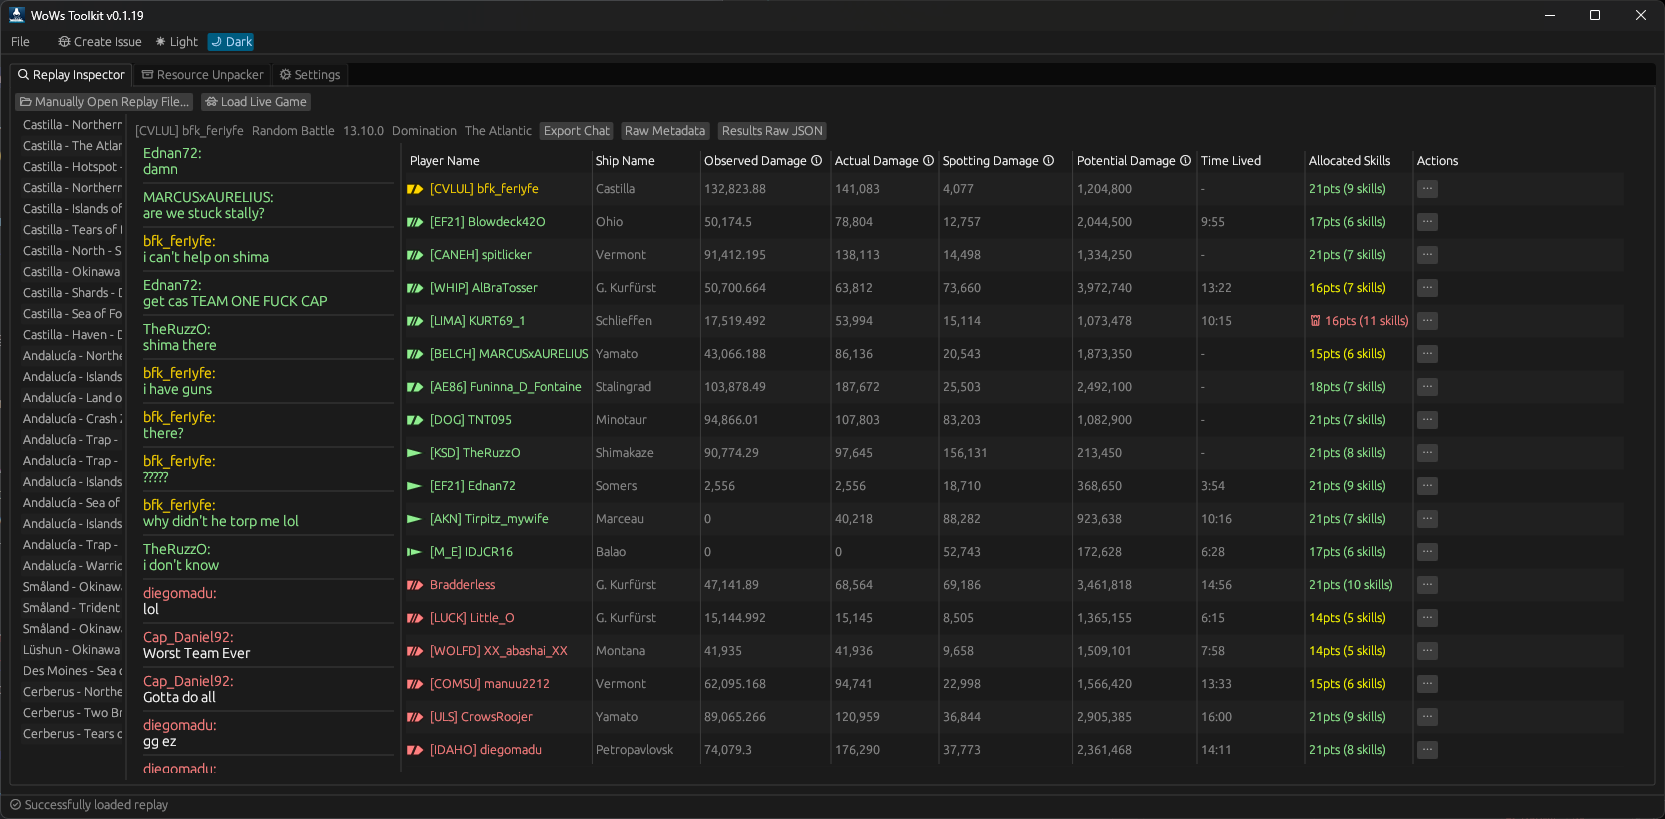 WoWs Toolkit v0.1.19
File Create Issue Light Dark
Replay Inspector Resource Unpacker Settings
Manually Open Replay File... Load Live Game
Castilla - Northern
Castilla - The Atlan
Castilla - Hotspot -
Castilla - Northern
Castilla - Islands of
Castilla - Tears of t
Castilla - North - S
Castilla - Okinawa
Castilla - Shards - D
Castilla - Sea of Fo
Castilla - Haven - D
Andalucía - Northe
Andalucía - Islands
Andalucía - Land o
Andalucía - Crash Z
Andalucía - Trap -
Andalucía - Trap -
Andalucía - Islands
Andalucía - Sea of
Andalucía - Islands
Andalucía - Trap -
Andalucía - Warrio
Småland - Okinawa
Småland - Trident
Småland - Okinawa
Lüshun - Okinawa
Des Moines - Sea o
Cerberus - Northe
Cerberus - Two Br
Cerberus - Tears o
[CVLUL] bfk_ferIyfe Random Battle 13.10.0 Domination The Atlantic Export Chat Raw Metadata Results Raw JSON
Ednan72:
damn
MARCUSxAURELIUS:
are we stuck stally?
bfk_ferIyfe:
i can't help on shima
Ednan72:
get cas TEAM ONE FUCK CAP
TheRuzzO:
shima there
bfk_ferIyfe:
i have guns
bfk_ferIyfe:
there?
bfk_ferIyfe:
?????
bfk_ferIyfe:
why didn't he torp me lol
TheRuzzO:
i don't know
diegomadu:
lol
Cap_Daniel92:
Worst Team Ever
Cap_Daniel92:
Gotta do all
diegomadu:
gg ez
diegomadu:
Player Name Ship Name Observed Damage Actual Damage Spotting Damage Potential Damage Time Lived Allocated Skills Actions
[CVLUL] bfk_ferIyfe Castilla 132,823.88 141,083 4,077 1,204,800 - 21pts (9 skills) ...
[EF21] Blowdeck42O Ohio 50,174.5 78,804 12,757 2,044,500 9:55 17pts (6 skills) ...
[CANEH] spitlicker Vermont 91,412.195 138,113 14,498 1,334,250 - 21pts (7 skills) ...
[WHIP] AlBraTosser G. Kurfürst 50,700.664 63,812 73,660 3,972,740 13:22 16pts (7 skills) ...
[LIMA] KURT69_1 Schlieffen 17,519.492 53,994 15,114 1,073,478 10:15 16pts (11 skills) ...
[BELCH] MARCUSxAURELIUS Yamato 43,066.188 86,136 20,543 1,873,350 - 15pts (6 skills) ...
[AE86] Funinna_D_Fontaine Stalingrad 103,878.49 187,672 25,503 2,492,100 - 18pts (7 skills) ...
[DOG] TNT095 Minotaur 94,866.01 107,803 83,203 1,082,900 - 21pts (7 skills) ...
[KSD] TheRuzzO Shimakaze 90,774.29 97,645 156,131 213,450 - 21pts (8 skills) ...
[EF21] Ednan72 Somers 2,556 2,556 18,710 368,650 3:54 21pts (9 skills) ...
[AKN] Tirpitz_mywife Marceau 0 40,218 88,282 923,638 10:16 21pts (7 skills) ...
[M_E] IDJCR16 Balao 0 0 52,743 172,628 6:28 17pts (6 skills) ...
Bradderless G. Kurfürst 47,141.89 68,564 69,186 3,461,818 14:56 21pts (10 skills) ...
[LUCK] Little_O G. Kurfürst 15,144.992 15,145 8,505 1,365,155 6:15 14pts (5 skills) ...
[WOLFD] XX_abashai_XX Montana 41,935 41,936 9,658 1,509,101 7:58 14pts (5 skills) ...
[COMSU] manuu2212 Vermont 62,095.168 94,741 22,998 1,566,420 13:33 15pts (6 skills) ...
[ULS] CrowsRoojer Yamato 89,065.266 120,959 36,844 2,905,385 16:00 21pts (9 skills) ...
[IDAHO] diegomadu Petropavlovsk 74,079.3 176,290 37,773 2,361,468 14:11 21pts (8 skills) ...
Successfully loaded replay